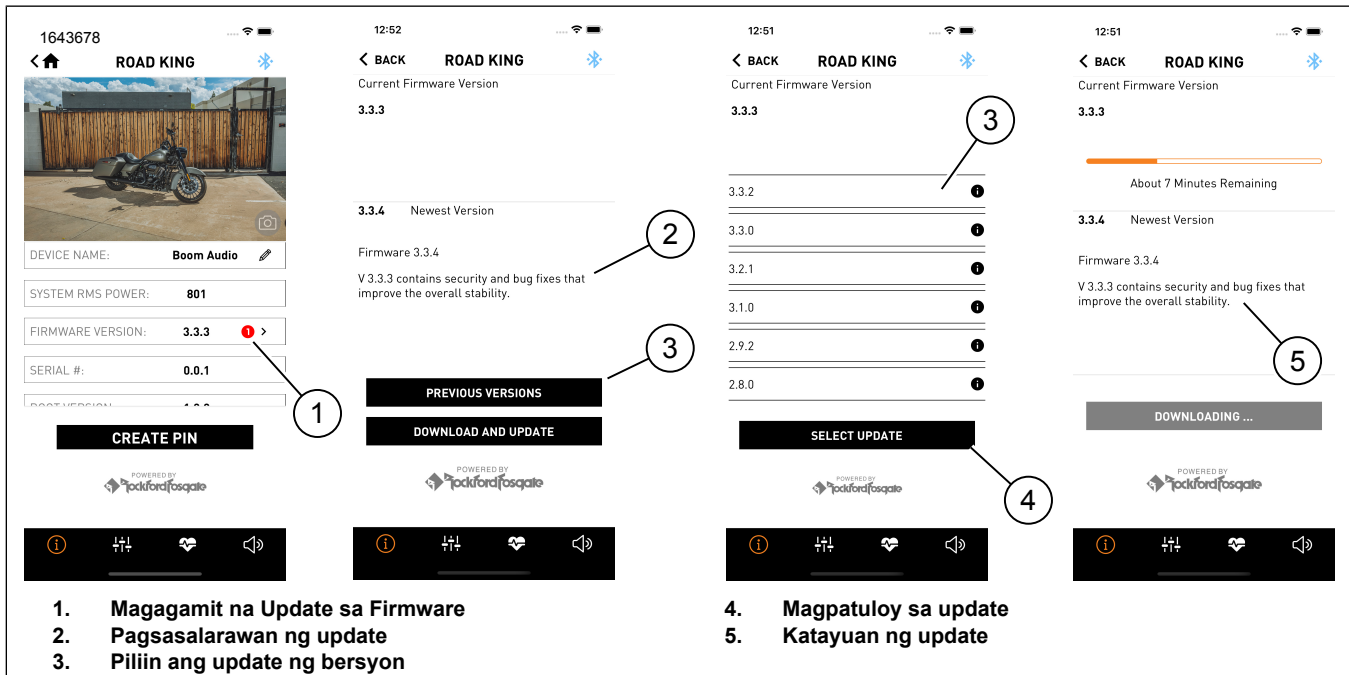 1643678
ROAD KING
DEVICE NAME: Boom Audio
SYSTEM RMS POWER: 801
FIRMWARE VERSION: 3.3.3 1 >
SERIAL #: 0.0.1
1
CREATE PIN
POWERED BY
Rockford Fosgate
12:52
< BACK ROAD KING
Current Firmware Version
3.3.3
3.3.4 Newest Version
2
Firmware 3.3.4
V 3.3.3 contains security and bug fixes that
improve the overall stability.
3
PREVIOUS VERSIONS
DOWNLOAD AND UPDATE
POWERED BY
Rockford Fosgate
12:51
< BACK ROAD KING
Current Firmware Version
3.3.3
3
3.3.2
3.3.0
3.2.1
3.1.0
2.9.2
2.8.0
SELECT UPDATE
4
POWERED BY
Rockford Fosgate
12:51
< BACK ROAD KING
Current Firmware Version
3.3.3
About 7 Minutes Remaining
3.3.4 Newest Version
Firmware 3.3.4
V 3.3.3 contains security and bug fixes that
improve the overall stability.
5
DOWNLOADING ...
POWERED BY
Rockford Fosgate
1. Magagamit na Update sa Firmware
2. Pagsasalarawan ng update
3. Piliin ang update ng bersyon
4. Magpatuloy sa update
5. Katayuan ng update